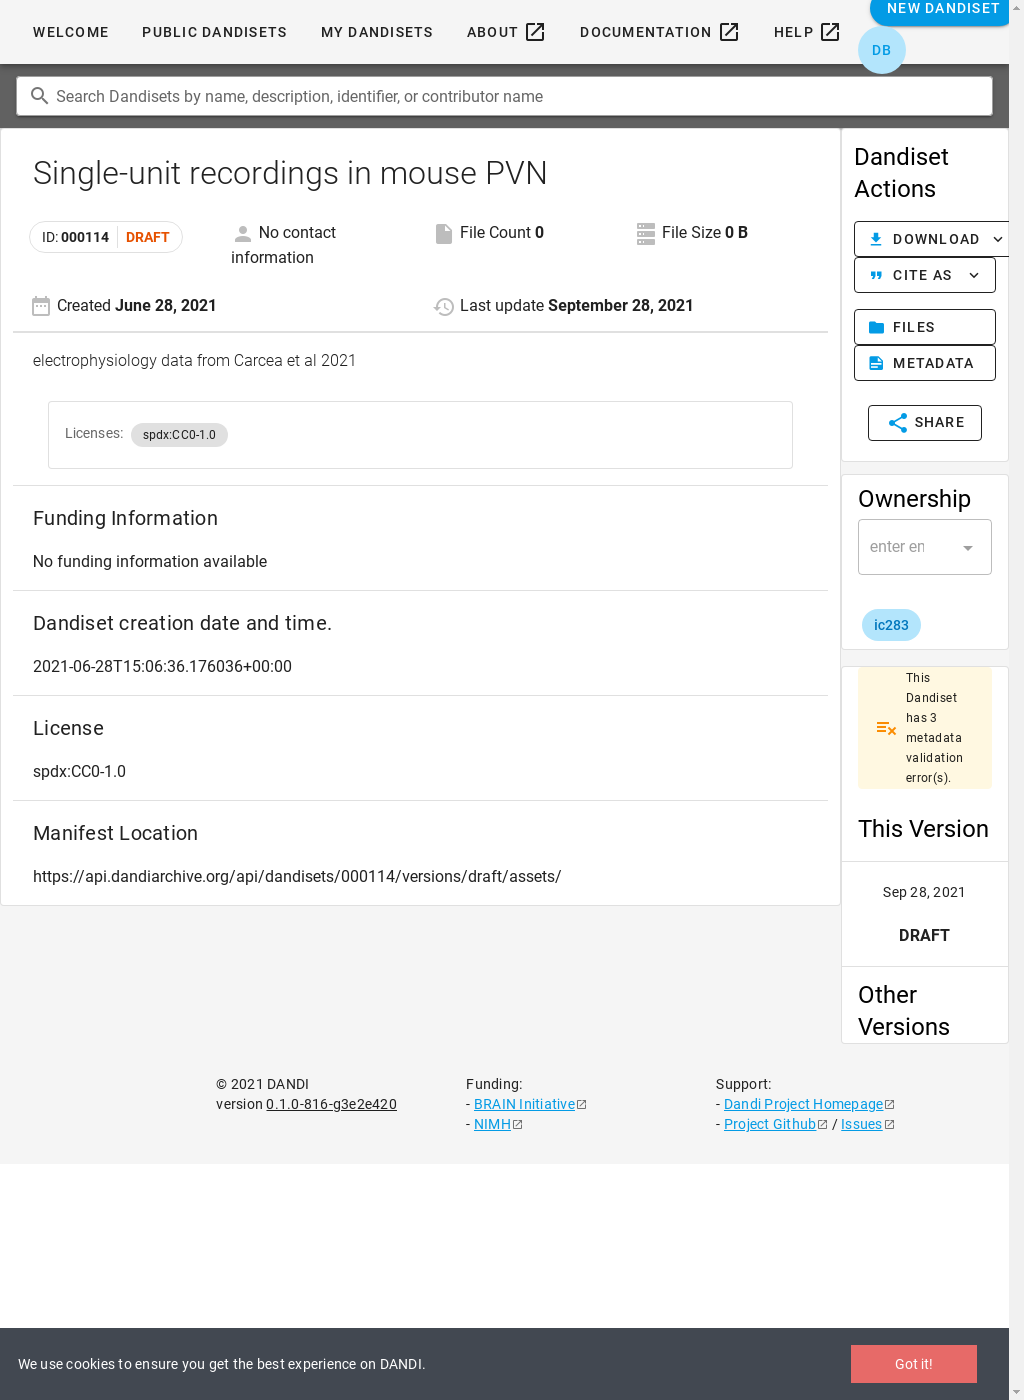 WELCOME
PUBLIC DANDISETS
MY DANDISETS
ABOUT
DOCUMENTATION
HELP
NEW DANDISET
DB
Search Dandisets by name, description, identifier, or contributor name
Single-unit recordings in mouse PVN
ID: 000114 DRAFT
No contact
information
File Count 0
File Size 0 B
Created June 28, 2021
Last update September 28, 2021
electrophysiology data from Carcea et al 2021
Licenses: spdx:CC0-1.0
Funding Information
No funding information available
Dandiset creation date and time.
2021-06-28T15:06:36.176036+00:00
License
spdx:CC0-1.0
Manifest Location
https://api.dandiarchive.org/api/dandisets/000114/versions/draft/assets/
Dandiset
Actions
DOWNLOAD
CITE AS
FILES
METADATA
SHARE
Ownership
enter en
ic283
This
Dandiset
has 3
metadata
validation
error(s).
This Version
Sep 28, 2021
DRAFT
Other
Versions
© 2021 DANDI
version 0.1.0-816-g3e2e420
Funding:
- BRAIN Initiative
- NIMH
Support:
- Dandi Project Homepage
- Project Github / Issues
We use cookies to ensure you get the best experience on DANDI.
Got it!